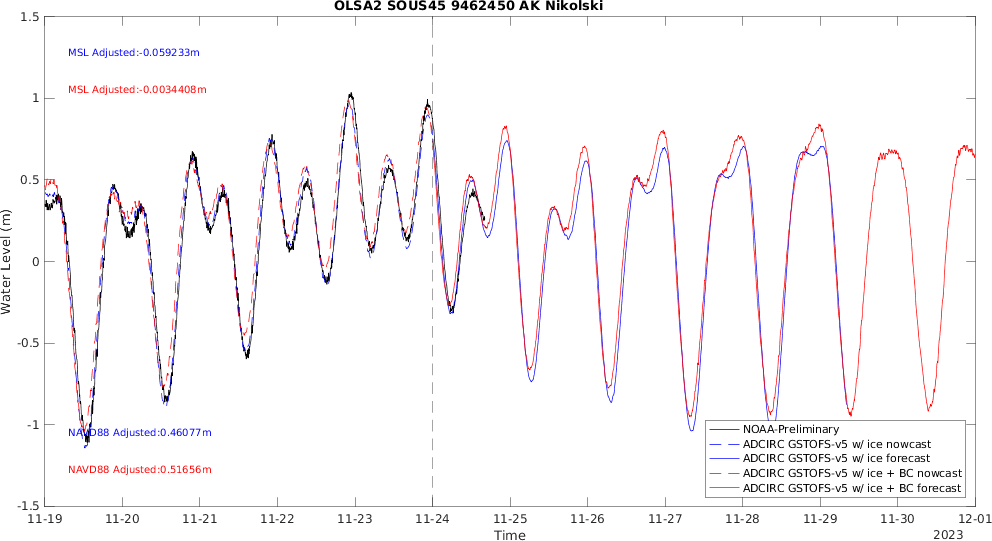 OLSA2 SOUS45 9462450 AK Nikolski
1.5
MSL Adjusted:-0.059233m
MSL Adjusted:-0.0034408m
1
0.5
0
Water Level (m)
-0.5
-1
NAVD88 Adjusted:0.46077m
NAVD88 Adjusted:0.51656m
-1.5
NOAA-Preliminary
ADCIRC GSTOFS-v5 w/ ice nowcast
ADCIRC GSTOFS-v5 w/ ice forecast
ADCIRC GSTOFS-v5 w/ ice + BC nowcast
ADCIRC GSTOFS-v5 w/ ice + BC forecast
11-19 11-20 11-21 11-22 11-23 11-24 11-25 11-26 11-27 11-28 11-29 11-30 12-01
Time
2023